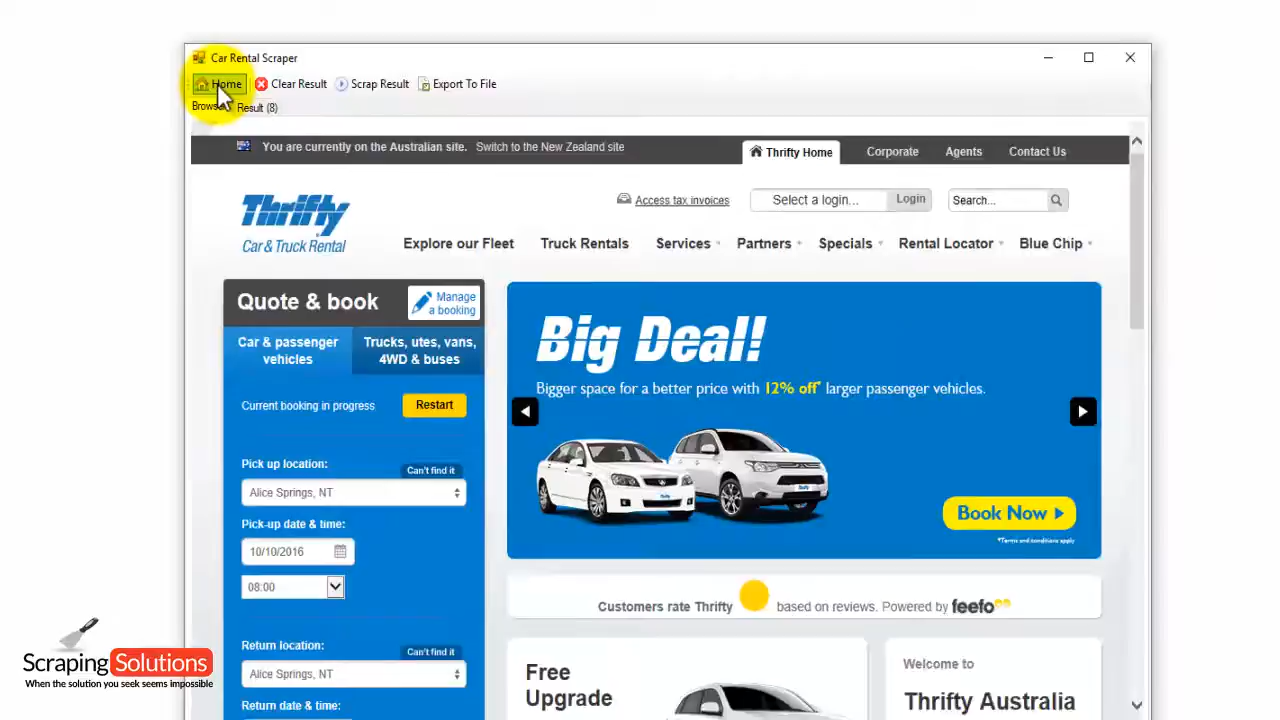 Car Rental Scraper
Home Clear Result Scrap Result Export To File
Result (8)
You are currently on the Australian site. Switch to the New Zealand site
Thrifty Home Corporate Agents Contact Us
Access tax invoices Select a login... Login Search...
Thrifty
Car & Truck Rental
Explore our Fleet Truck Rentals Services Partners Specials Rental Locator Blue Chip
Quote & book
Manage
a booking
Car & passenger
vehicles
Trucks, utes, vans,
4WD & buses
Current booking in progress Restart
Pick up location: Can't find it
Alice Springs, NT
Pick-up date & time:
10/10/2016
08:00
Return location: Can't find it
Alice Springs, NT
Return date & time:
Big Deal!
Bigger space for a better price with 12% off* larger passenger vehicles.
Book Now
*Terms and conditions apply
Customers rate Thrifty based on reviews. Powered by feefo
Free
Upgrade
Welcome to
Thrifty Australia
Scraping Solutions
When the solution you seek seems impossible